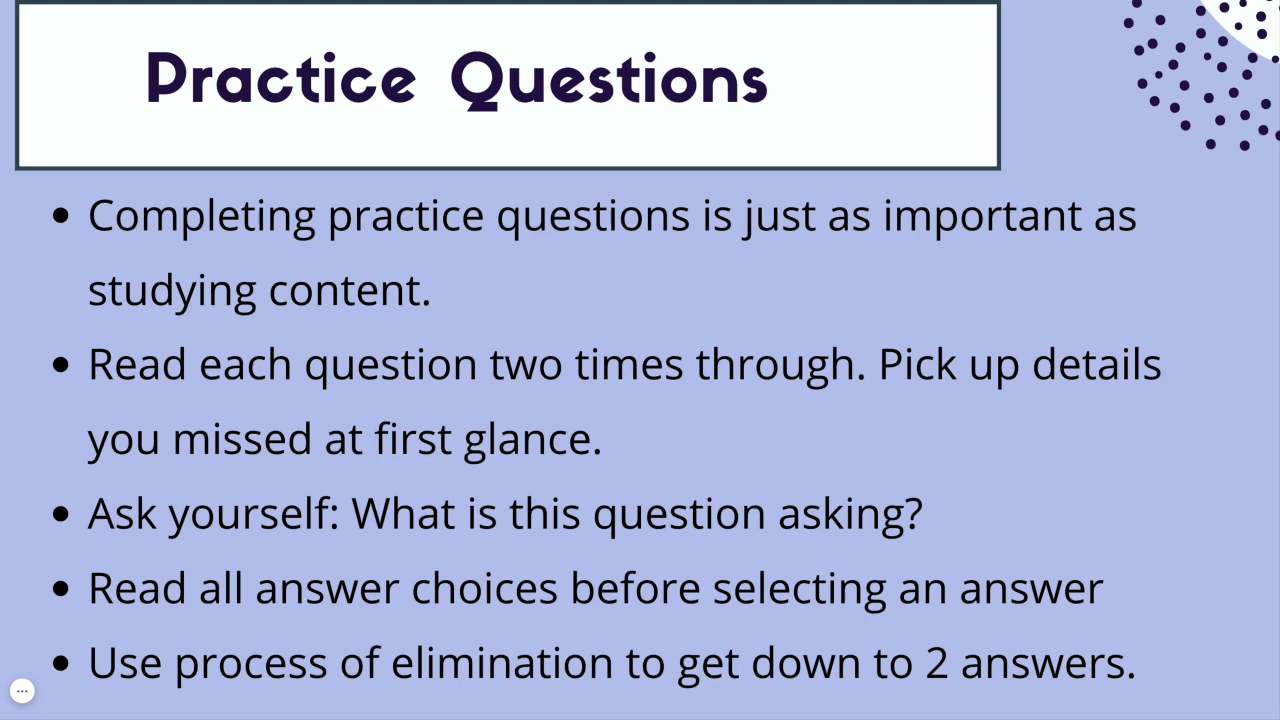 Practice Questions
• Completing practice questions is just as important as
studying content.
• Read each question two times through. Pick up details
you missed at first glance.
• Ask yourself: What is this question asking?
• Read all answer choices before selecting an answer
• Use process of elimination to get down to 2 answers.